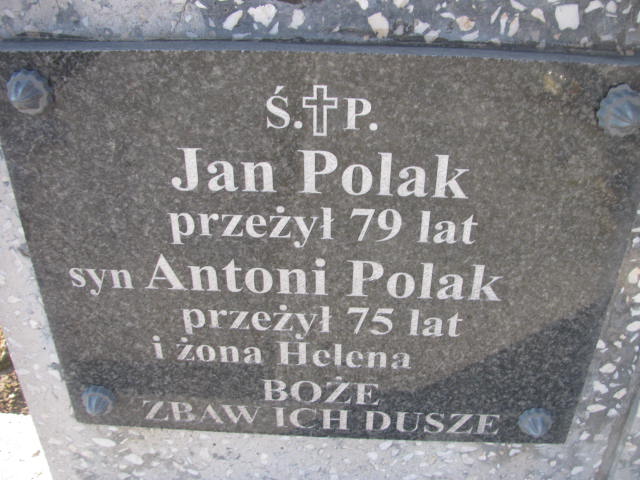 Ś.✝P.
Jan Polak
przeżył 79 lat
syn Antoni Polak
przeżył 75 lat
i żona Helena
BOŻE
ZBAW ICH DUSZE